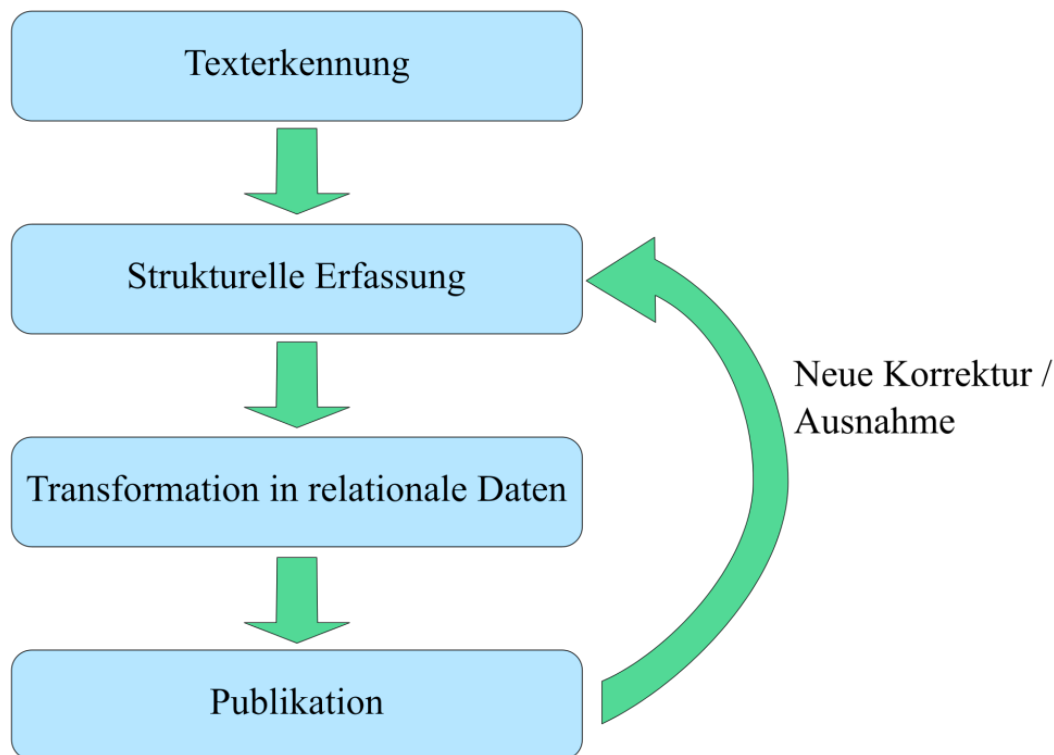 Texterkennung
Strukturelle Erfassung
Neue Korrektur /
Ausnahme
Transformation in relationale Daten
Publikation